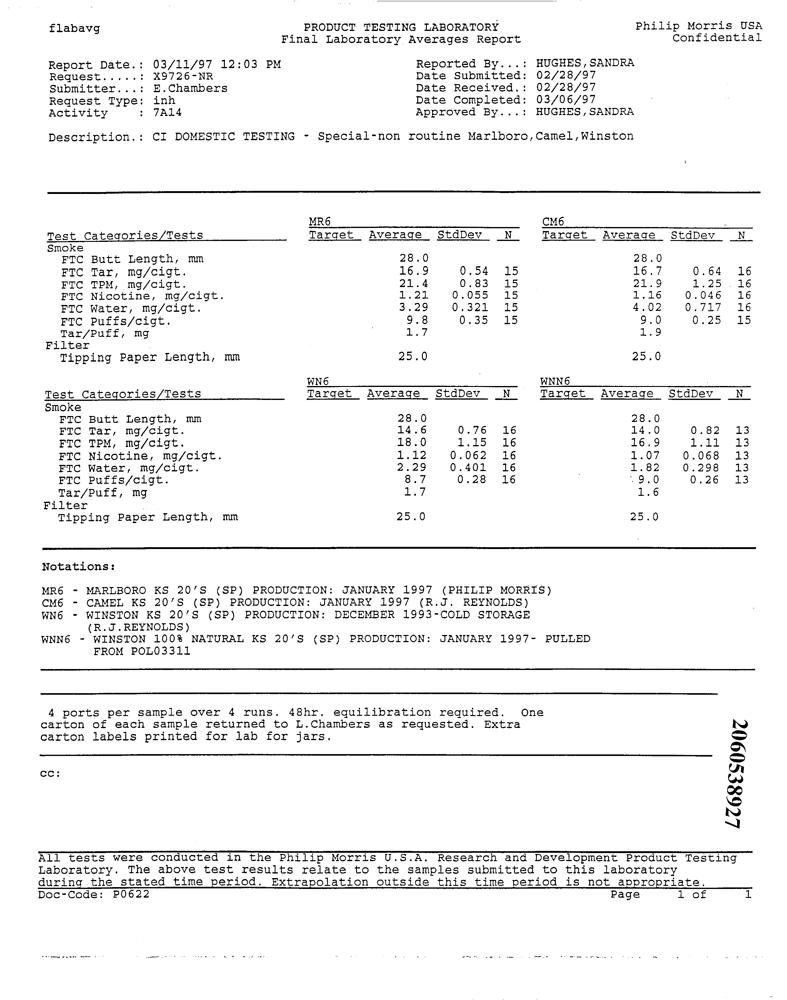 flabavg PRODUCT TESTING LABORATORY Philip Morris USA
Final Laboratory Averages Report Confidential
Report Date.: 03/11/97 12:03 PM Reported By...: HUGHES,SANDRA
Request.....: X9726-NR Date Submitted: 02/28/97
Submitter...: E.Chambers Date Received.: 02/28/97
Request Type: inh Date Completed: 03/06/97
Activity : 7A14 Approved By...: HUGHES,SANDRA
Description.: CI DOMESTIC TESTING - Special-non routine Marlboro,Camel,Winston
MR6 CM6
Test Categories/Tests Target Average StdDev N Target Average StdDev N
Smoke
FTC Butt Length, mm 28.0 28.0
FTC Tar, mg/cigt. 16.9 0.54 15 16.7 0.64 16
FTC TPM, mg/cigt. 21.4 0.83 15 21.9 1.25 16
FTC Nicotine, mg/cigt. 1.21 0.055 15 1.16 0.046 16
FTC Water, mg/cigt. 3.29 0.321 15 4.02 0.717 16
FTC Puffs/cigt. 9.8 0.35 15 9.0 0.25 15
Tar/Puff, mg 1.7 1.9
Filter
Tipping Paper Length, mm 25.0 25.0
WN6 WNN6
Test Categories/Tests Target Average StdDev N Target Average StdDev N
Smoke
FTC Butt Length, mm 28.0 28.0
FTC Tar, mg/cigt. 14.6 0.76 16 14.0 0.82 13
FTC TPM, mg/cigt. 18.0 1.15 16 16.9 1.11 13
FTC Nicotine, mg/cigt. 1.12 0.062 16 1.07 0.068 13
FTC Water, mg/cigt. 2.29 0.401 16 1.82 0.298 13
FTC Puffs/cigt. 8.7 0.28 16 9.0 0.26 13
Tar/Puff, mg 1.7 1.6
Filter
Tipping Paper Length, mm 25.0 25.0
Notations:
MR6 - MARLBORO KS 20'S (SP) PRODUCTION: JANUARY 1997 (PHILIP MORRIS)
CM6 - CAMEL KS 20'S (SP) PRODUCTION: JANUARY 1997 (R.J. REYNOLDS)
WN6 - WINSTON KS 20'S (SP) PRODUCTION: DECEMBER 1993-COLD STORAGE
(R.J.REYNOLDS)
WNN6 - WINSTON 100% NATURAL KS 20'S (SP) PRODUCTION: JANUARY 1997- PULLED
FROM POL03311
4 ports per sample over 4 runs. 48hr. equilibration required. One
carton of each sample returned to L.Chambers as requested. Extra
carton labels printed for lab for jars.
cc:
2060538927
All tests were conducted in the Philip Morris U.S.A. Research and Development Product Testing
Laboratory. The above test results relate to the samples submitted to this laboratory
during the stated time period. Extrapolation outside this time period is not appropriate.
Doc-Code: P0622 Page 1 of 1